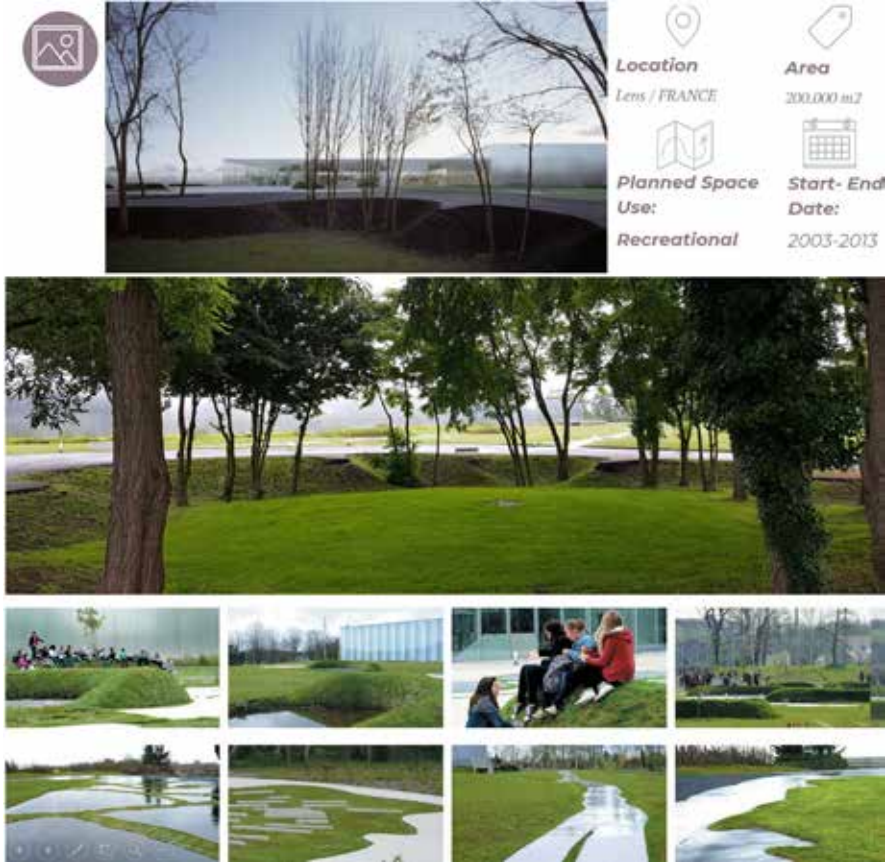 Location
Area
Lens / FRANCE
200.000 m2
Planned Space
Use:
Start- End
Date:
Recreational
2003-2013